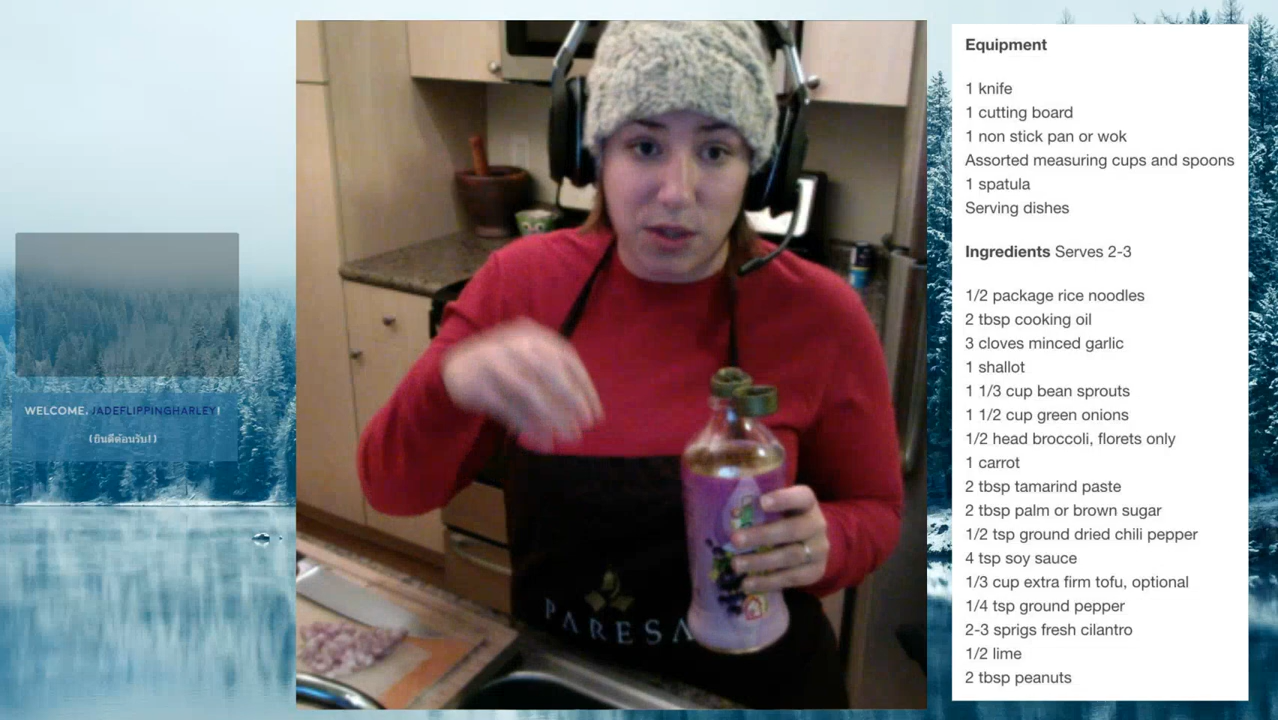 WELCOME, JADEFLIPPINGHARLEY!
(ยินดีต้อนรับ!)
PARESA
Equipment
1 knife
1 cutting board
1 non stick pan or wok
Assorted measuring cups and spoons
1 spatula
Serving dishes
Ingredients Serves 2-3
1/2 package rice noodles
2 tbsp cooking oil
3 cloves minced garlic
1 shallot
1 1/3 cup bean sprouts
1 1/2 cup green onions
1/2 head broccoli, florets only
1 carrot
2 tbsp tamarind paste
2 tbsp palm or brown sugar
1/2 tsp ground dried chili pepper
4 tsp soy sauce
1/3 cup extra firm tofu, optional
1/4 tsp ground pepper
2-3 sprigs fresh cilantro
1/2 lime
2 tbsp peanuts